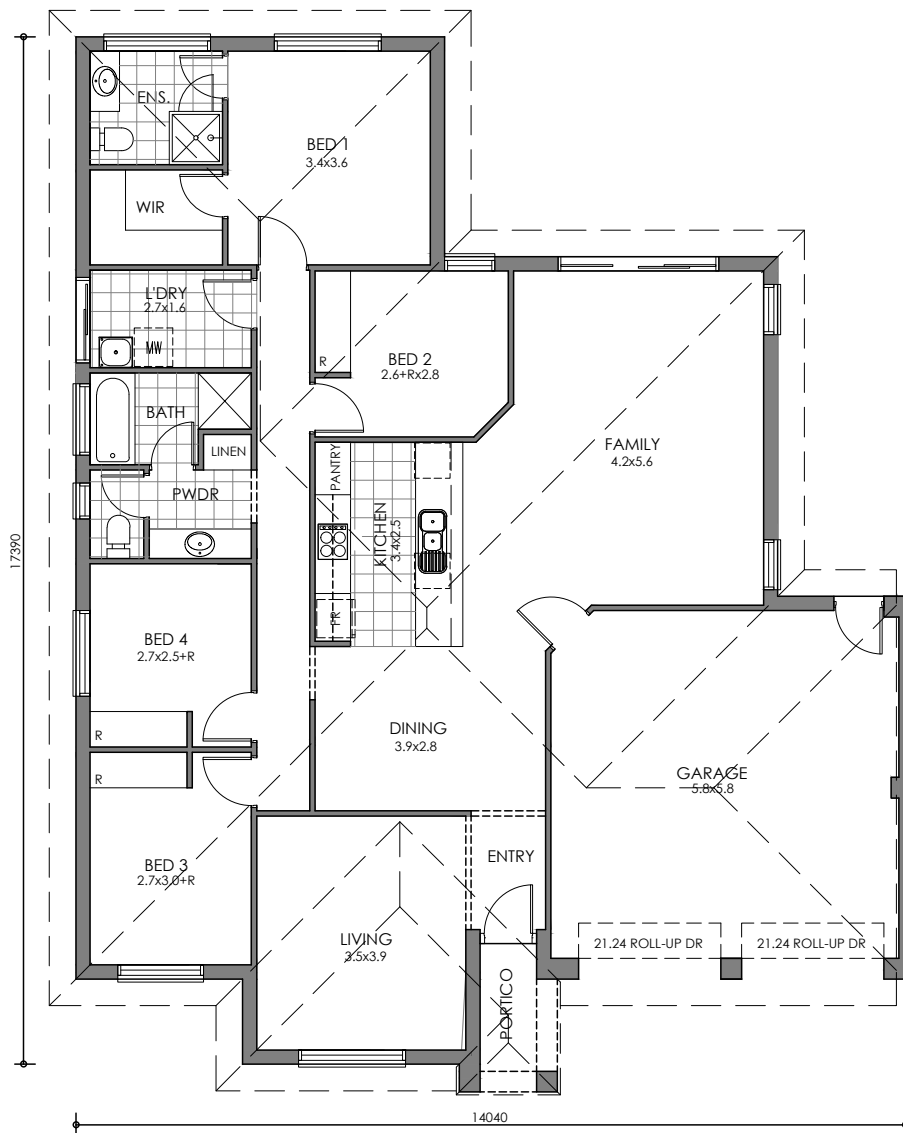 ENS.
BED 1
3.4x3.6
WIR
L'DRY
2.7x1.6
MW
R
BED 2
2.6+Rx2.8
BATH
LINEN
PWDR
PANTRY
KITCHEN
3.4x2.5
FR
FAMILY
4.2x5.6
17390
BED 4
2.7x2.5+R
R
R
DINING
3.9x2.8
GARAGE
5.8x5.8
BED 3
2.7x3.0+R
ENTRY
LIVING
3.5x3.9
21.24 ROLL-UP DR
21.24 ROLL-UP DR
PORTICO
14040